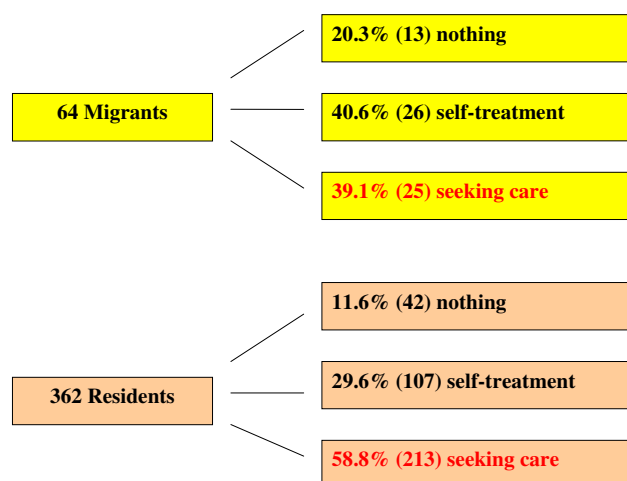 20.3% (13) nothing
64 Migrants
40.6% (26) self-treatment
39.1% (25) seeking care
11.6% (42) nothing
362 Residents
29.6% (107) self-treatment
58.8% (213) seeking care